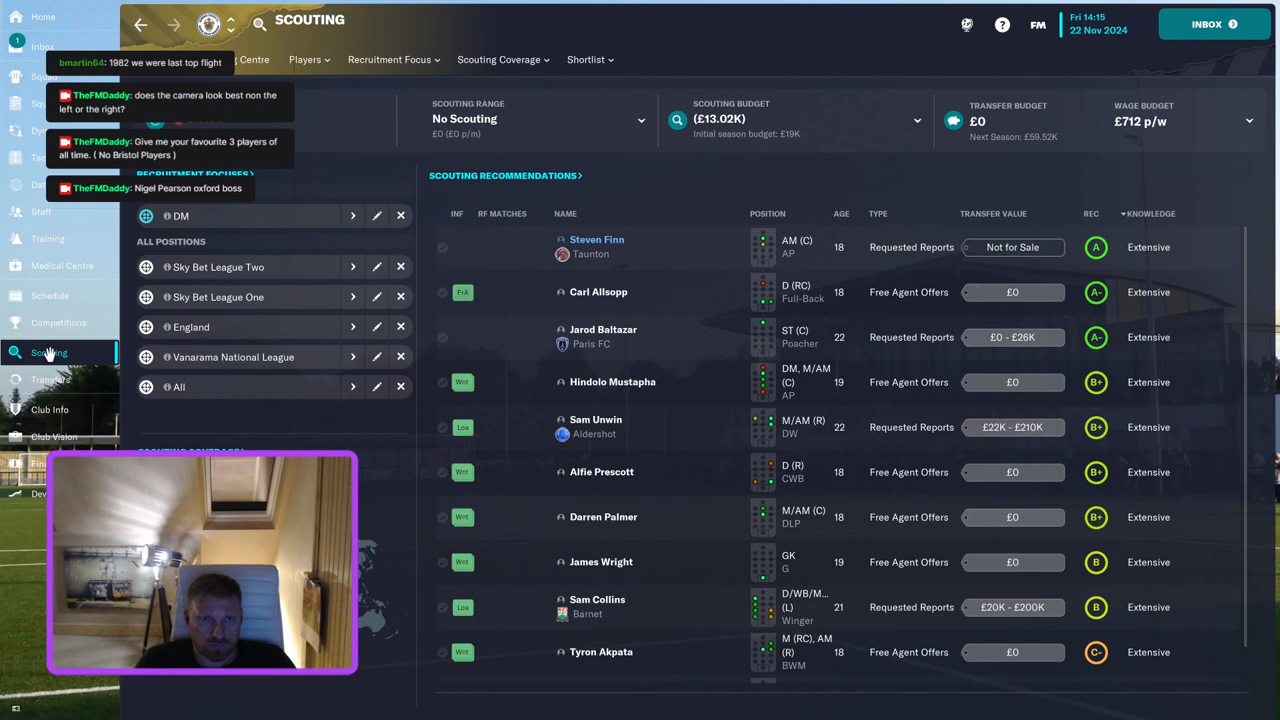 Home
SCOUTING
FM
Fri 14:15
22 Nov 2024
INBOX
1
Inbox
bmartin64: 1982 we were last top flight
Centre
Players
Recruitment Focus
Scouting Coverage
Shortlist
TheFMDaddy: does the camera look best non the
left or the right?
TheFMDaddy: Give me your favourite 3 players of
all time. ( No Bristol Players )
TheFMDaddy: Nigel Pearson oxford boss
SCOUTING RANGE
No Scouting
£0 (£0 p/m)
SCOUTING BUDGET
(£13.02K)
Initial season budget: £19K
TRANSFER BUDGET
£0
Next Season: £59.52K
WAGE BUDGET
£712 p/w
Staff
Training
Medical Centre
Schedule
Competitions
Scouting
Transfers
Club Info
Club Vision
RECRUITMENT FOCUSES>
DM
ALL POSITIONS
Sky Bet League Two
Sky Bet League One
England
Vanarama National League
All
SCOUTING RECOMMENDATIONS>
INF RF MATCHES NAME POSITION AGE TYPE TRANSFER VALUE REC KNOWLEDGE
Steven Finn
Taunton
AM (C)
AP
18 Requested Reports Not for Sale A Extensive
FrA Carl Allsopp
D (RC)
Full-Back
18 Free Agent Offers £0 A- Extensive
Jarod Baltazar
Paris FC
ST (C)
Poacher
22 Requested Reports £0 - £26K A- Extensive
Wnt Hindolo Mustapha
DM, M/AM
(C)
AP
19 Free Agent Offers £0 B+ Extensive
Loa Sam Unwin
Aldershot
M/AM (R)
DW
22 Requested Reports £22K - £210K B+ Extensive
Wnt Alfie Prescott
D (R)
CWB
18 Free Agent Offers £0 B+ Extensive
Wnt Darren Palmer
M/AM (C)
DLP
18 Free Agent Offers £0 B+ Extensive
Wnt James Wright
GK
G
19 Free Agent Offers £0 B Extensive
Loa Sam Collins
Barnet
D/WB/M...
(L)
Winger
21 Requested Reports £20K - £200K B Extensive
Wnt Tyron Akpata
M (RC), AM
(R)
BWM
18 Free Agent Offers £0 C- Extensive